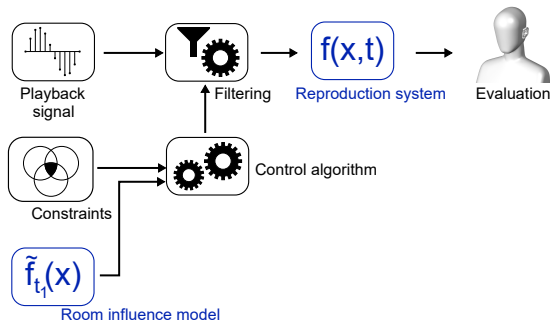 f(x,t)
Playback
signal
Filtering
Reproduction system
Evaluation
Control algorithm
Constraints
f̃t₁(x)
Room influence model